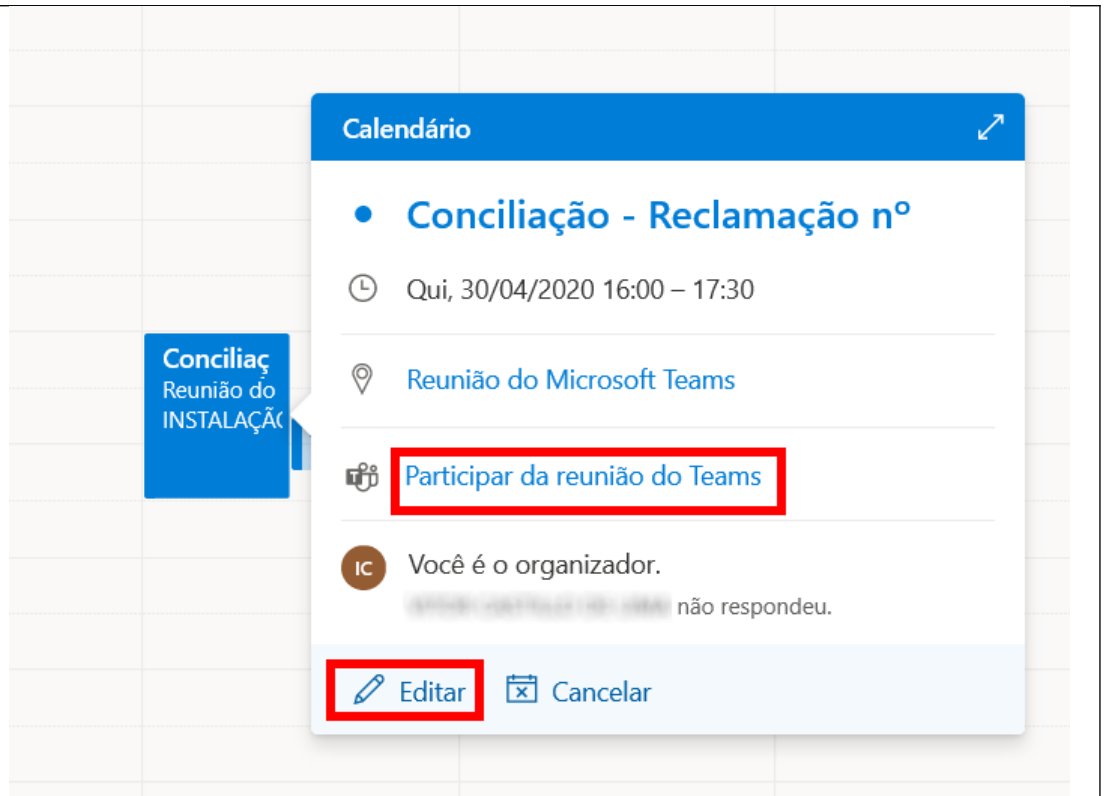 Calendário
Conciliação - Reclamação nº
Qui, 30/04/2020 16:00 – 17:30
Conciliaç
Reunião do
INSTALAÇÃ
Reunião do Microsoft Teams
Participar da reunião do Teams
IC
Você é o organizador.
não respondeu.
Editar
Cancelar